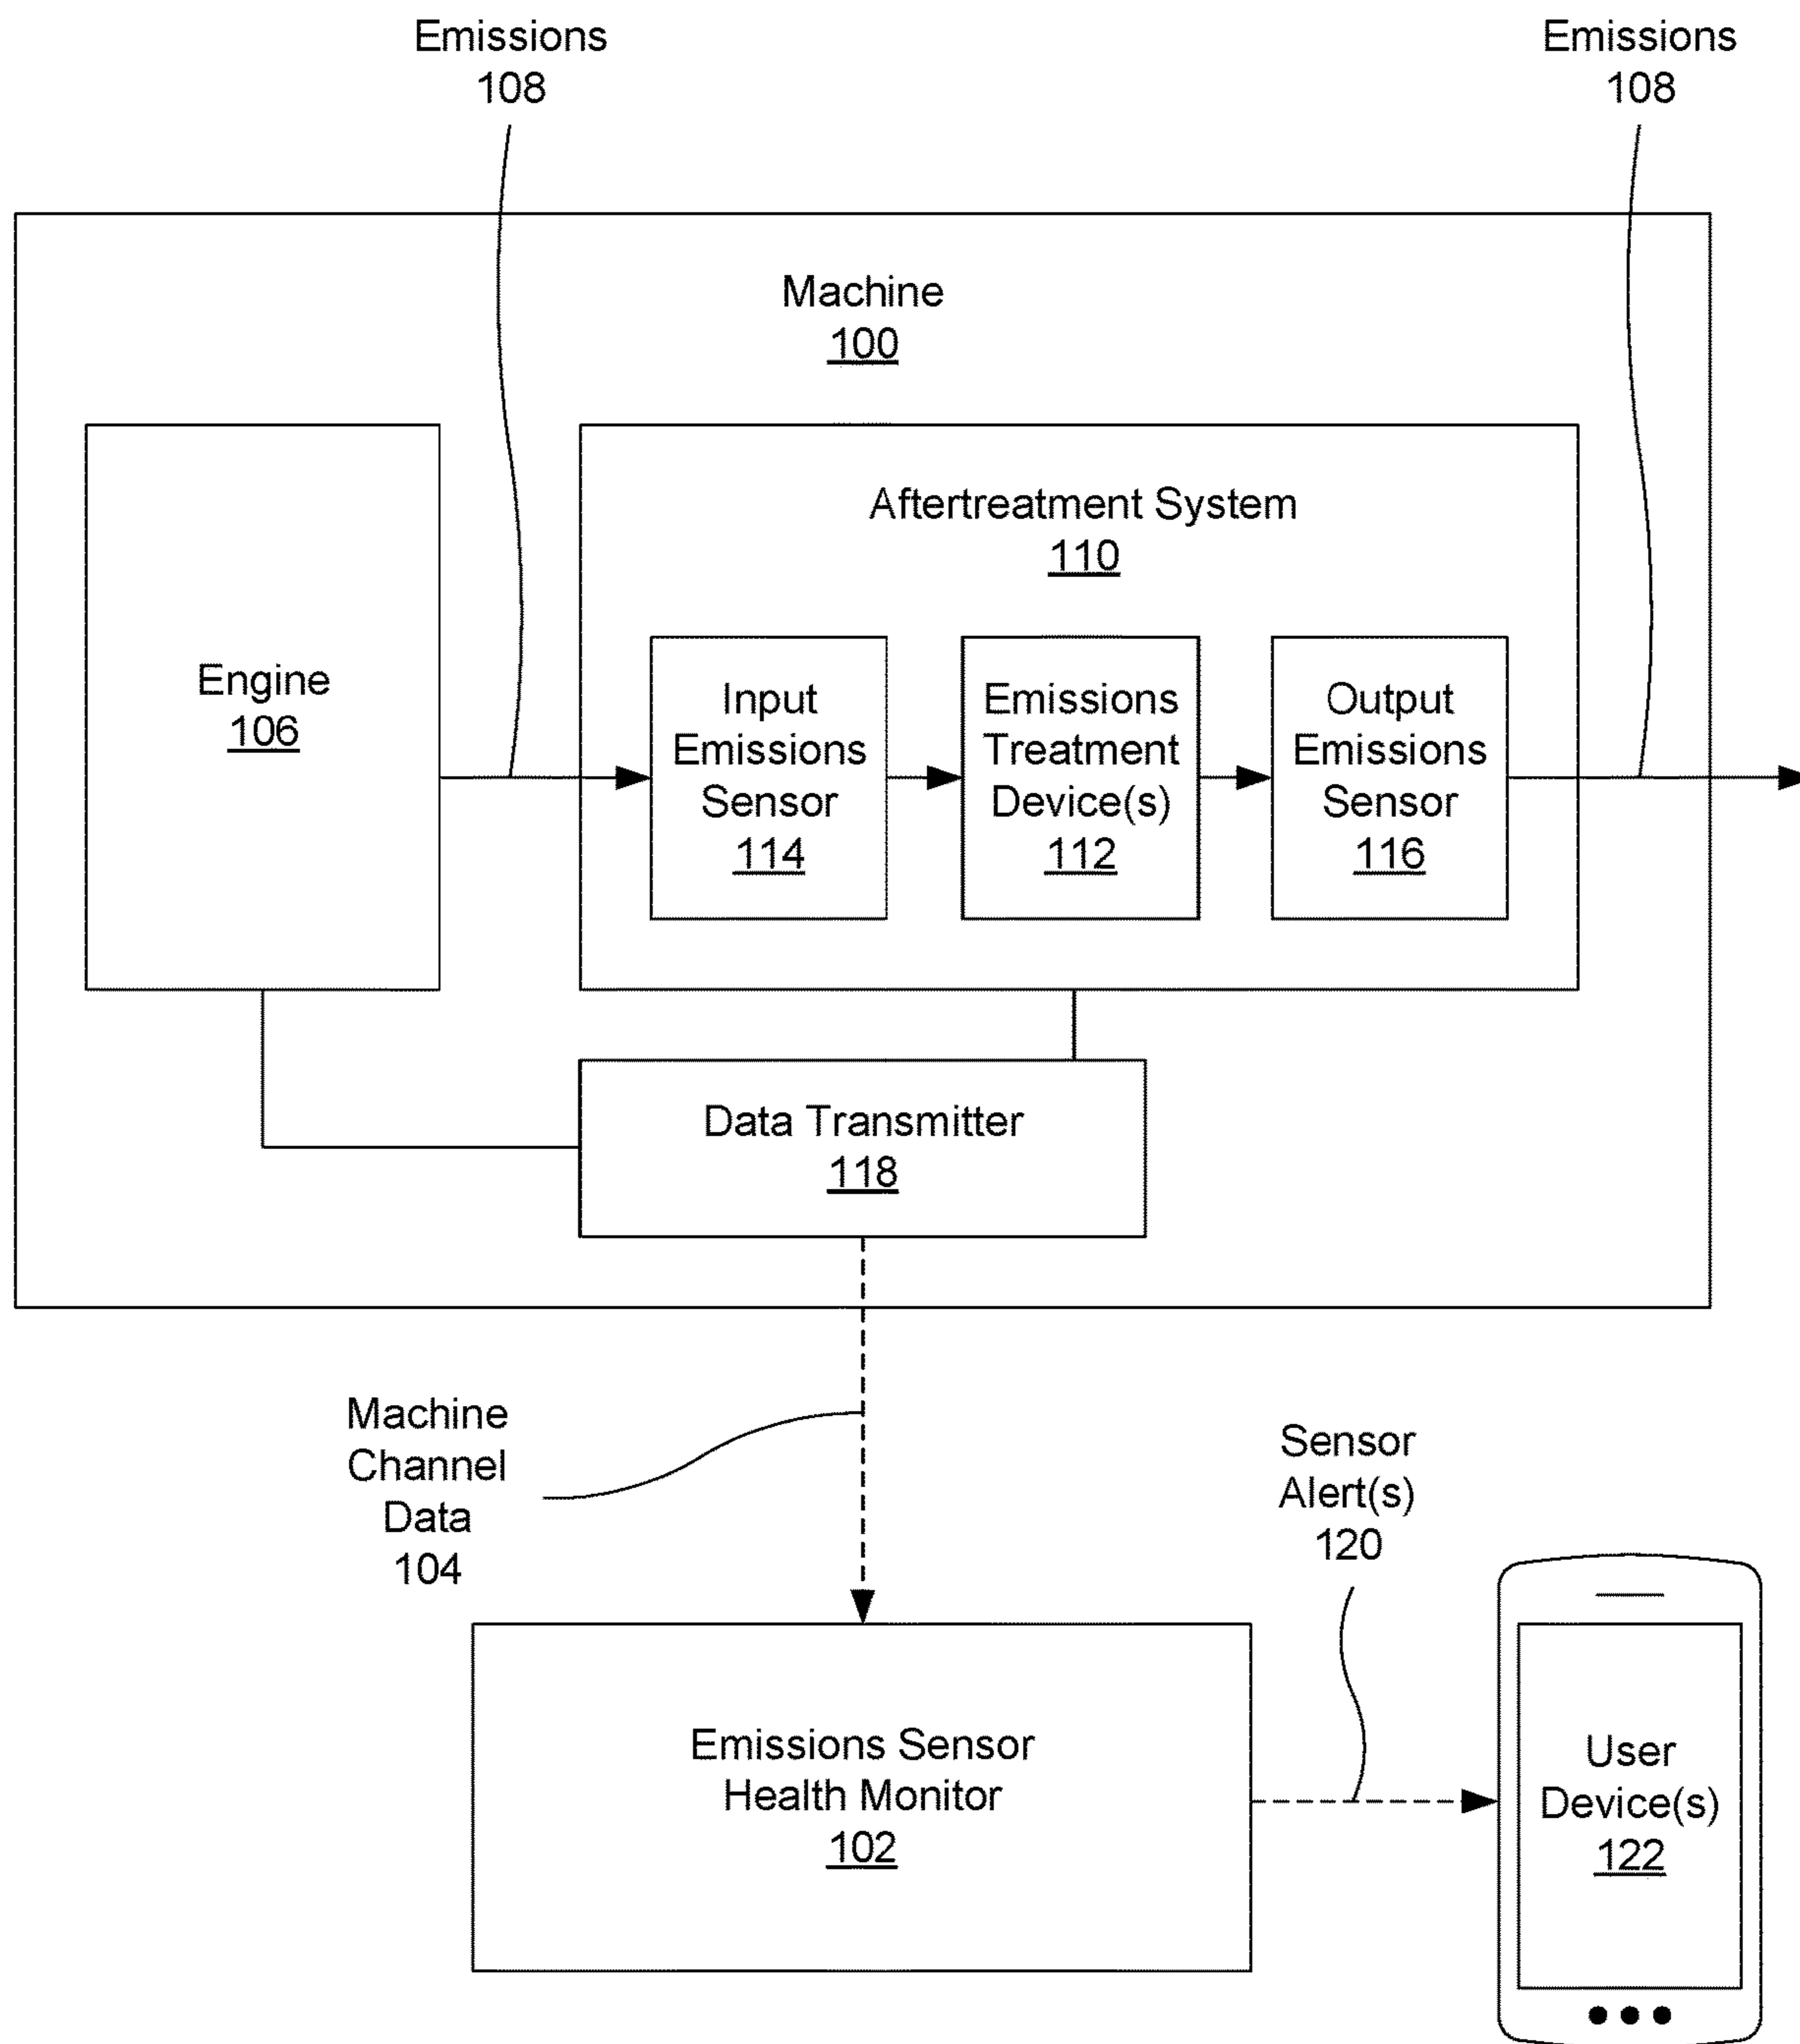 Emissions
108
Emissions
108
Machine
100
Aftertreatment System
110
Engine
106
Input
Emissions
Sensor
114
Emissions
Treatment
Device(s)
112
Output
Emissions
Sensor
116
Data Transmitter
118
Machine
Channel
Data
104
Sensor
Alert(s)
120
Emissions Sensor
Health Monitor
102
User
Device(s)
122